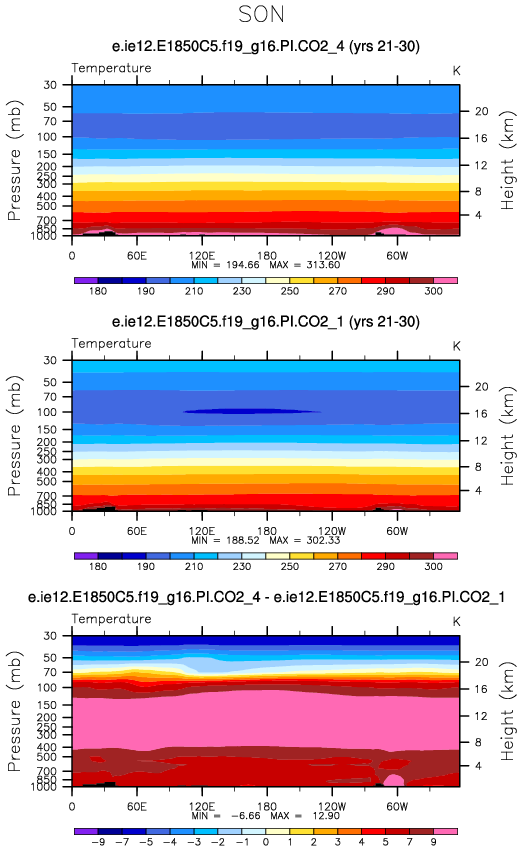 SON
e.ie12.E1850C5.f19_g16.PI.CO2_4 (yrs 21-30)
Temperature K
30
50
70
100
150
200
250
300
400
500
700
850
1000
Pressure (mb)
20
16
12
8
4
Height (km)
0 60E 120E 180 120W 60W
MIN = 194.66 MAX = 313.60
180 190 210 230 250 270 290 300
e.ie12.E1850C5.f19_g16.PI.CO2_1 (yrs 21-30)
Temperature K
30
50
70
100
150
200
250
300
400
500
700
850
1000
Pressure (mb)
20
16
12
8
4
Height (km)
0 60E 120E 180 120W 60W
MIN = 188.52 MAX = 302.33
180 190 210 230 250 270 290 300
e.ie12.E1850C5.f19_g16.PI.CO2_4 - e.ie12.E1850C5.f19_g16.PI.CO2_1
Temperature K
30
50
70
100
150
200
250
300
400
500
700
850
1000
Pressure (mb)
20
16
12
8
4
Height (km)
0 60E 120E 180 120W 60W
MIN = -6.66 MAX = 12.90
-9 -7 -5 -4 -3 -2 -1 0 1 2 3 4 5 7 9